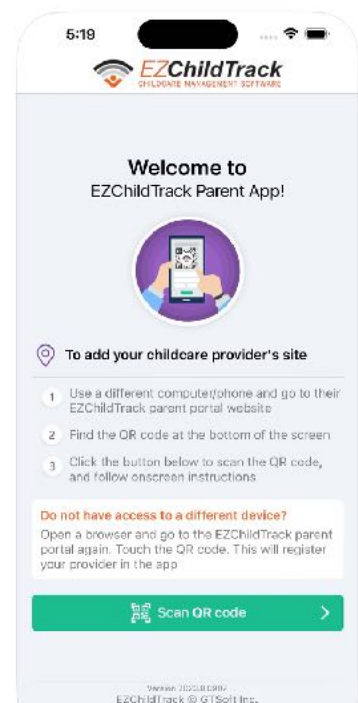 5:19
EZChildTrack
CHILDCARE MANAGEMENT SOFTWARE
Welcome to
EZChildTrack Parent App!
To add your childcare provider's site
1 Use a different computer/phone and go to their
EZChildTrack parent portal website
2 Find the QR code at the bottom of the screen
3 Click the button below to scan the QR code,
and follow onscreen instructions
Do not have access to a different device?
Open a browser and go to the EZChildTrack parent
portal again. Touch the QR code. This will register
your provider in the app
Scan QR code
Version
EZChildTrack © GTSoft Inc.